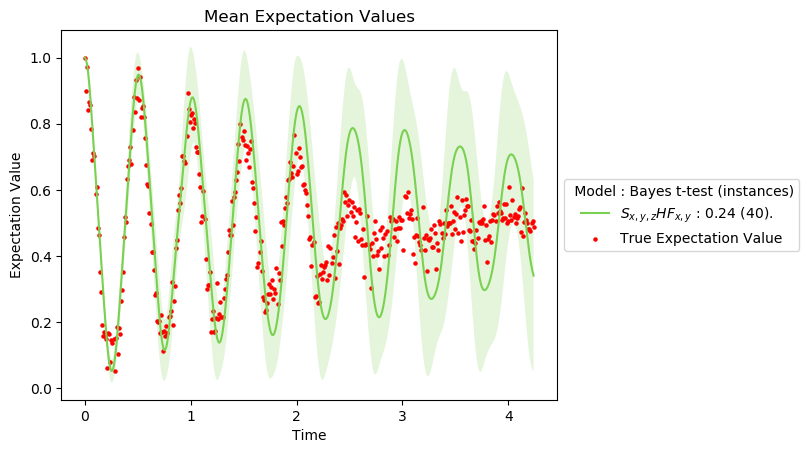 Mean Expectation Values
Expectation Value
1.0
0.8
0.6
0.4
0.2
0.0
0
1
2
3
4
Time
Model : Bayes t-test (instances)
$S_{x,y,z}HF_{x,y}$ : 0.24 (40).
True Expectation Value